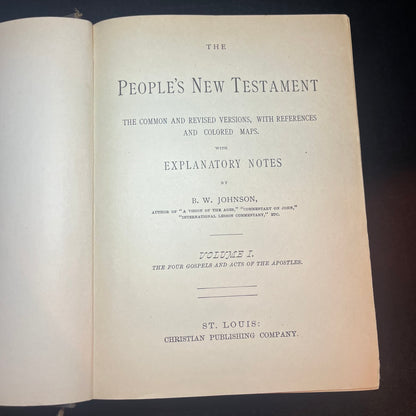 THE
PEOPLE'S NEW TESTAMENT
THE COMMON AND REVISED VERSIONS, WITH REFERENCES
AND COLORED MAPS.
WITH
EXPLANATORY NOTES
BY
B. W. JOHNSON,
AUTHOR OF "A VISION OF THE AGES," "COMMENTARY ON JOHN,"
"INTERNATIONAL LESSON COMMENTARY," ETC.
VOLUME I.
THE FOUR GOSPELS AND ACTS OF THE APOSTLES.
ST. LOUIS:
CHRISTIAN PUBLISHING COMPANY.